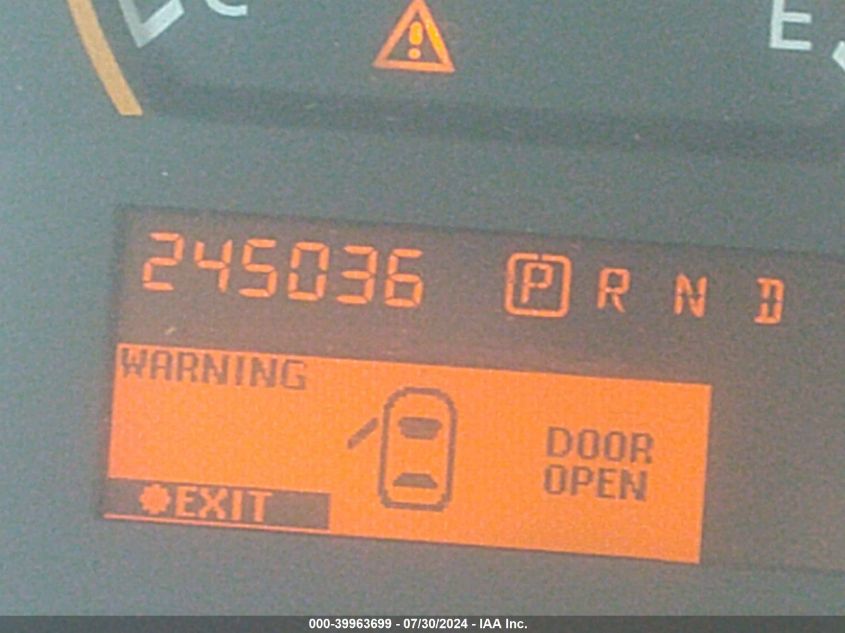 C
E
245036 P R N D
WARNING
DOOR
OPEN
EXIT
000-39963699 - 07/30/2024 - IAA Inc.